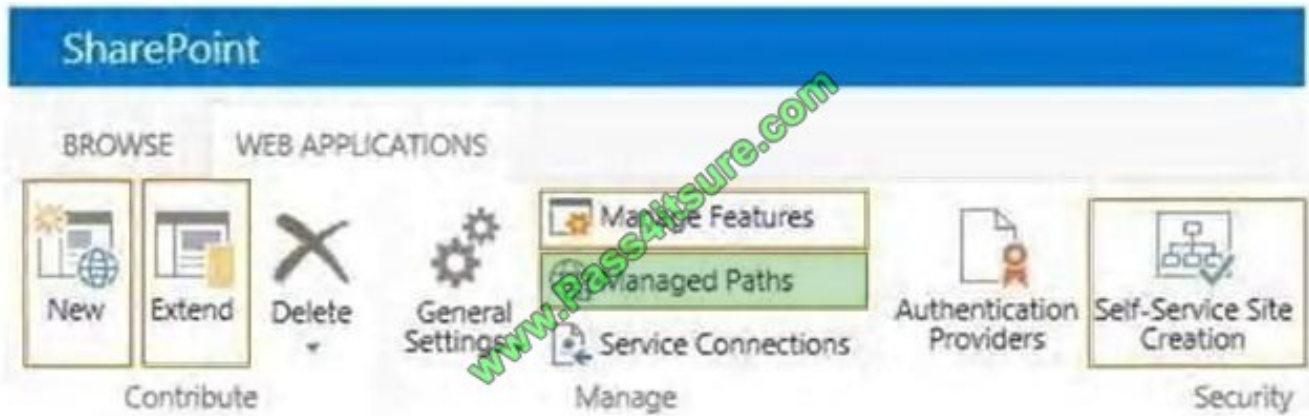 SharePoint
BROWSE WEB APPLICATIONS
New
Extend
Delete
General
Settings
Manage Features
Managed Paths
Service Connections
Authentication
Providers
Self-Service Site
Creation
Contribute
Manage
Security
www.Pass4itsure.com